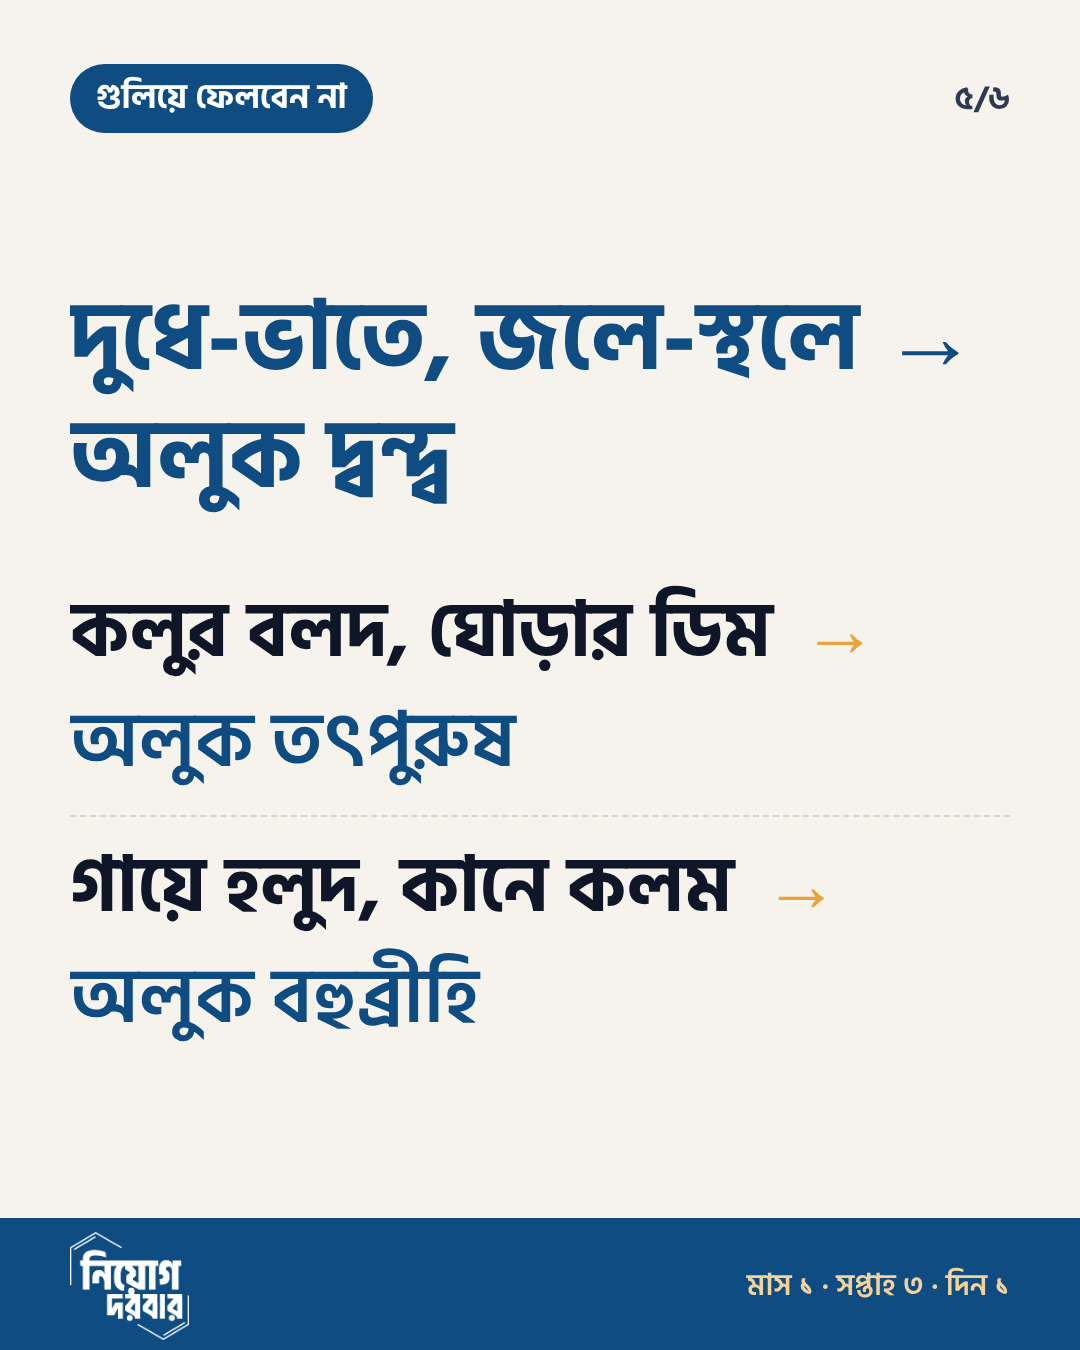 গুলিয়ে ফেলবেন না
৫/৬
দুধে-ভাতে, জলে-স্থলে →
অলুক দ্বন্দ্ব
কলুর বলদ, ঘোড়ার ডিম →
অলুক তৎপুরুষ
গায়ে হলুদ, কানে কলম →
অলুক বহুব্রীহি
নিয়োগ
দরবার
মাস ১ · সপ্তাহ ৩ · দিন ১